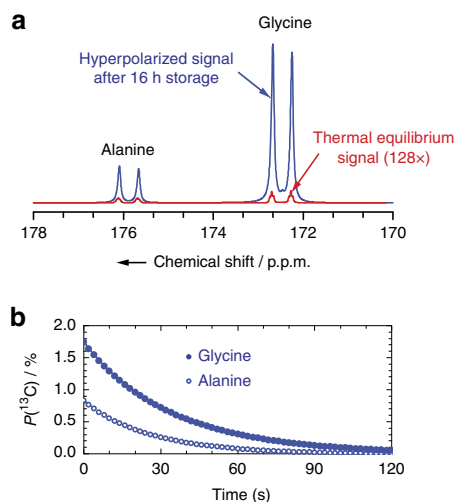 a
Glycine
Hyperpolarized signal
after 16 h storage
Alanine
Thermal equilibrium
signal (128×)
178 176 174 172 170
Chemical shift / p.p.m.
b
2.0
1.5
1.0
0.5
0.0
P(¹³C) / %
Glycine
Alanine
0 30 60 90 120
Time (s)